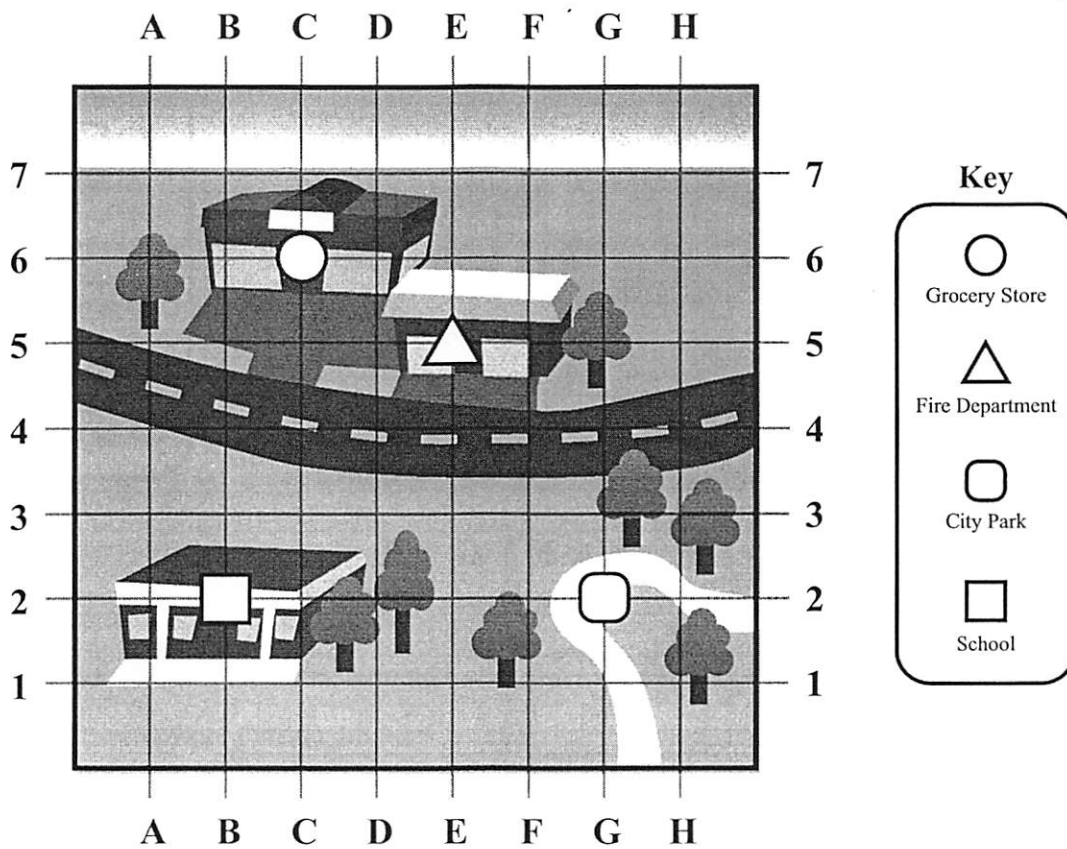 A B C D E F G H
7 7
6 6
5 5
4 4
3 3
2 2
1 1
A B C D E F G H
Key
Grocery Store
Fire Department
City Park
School